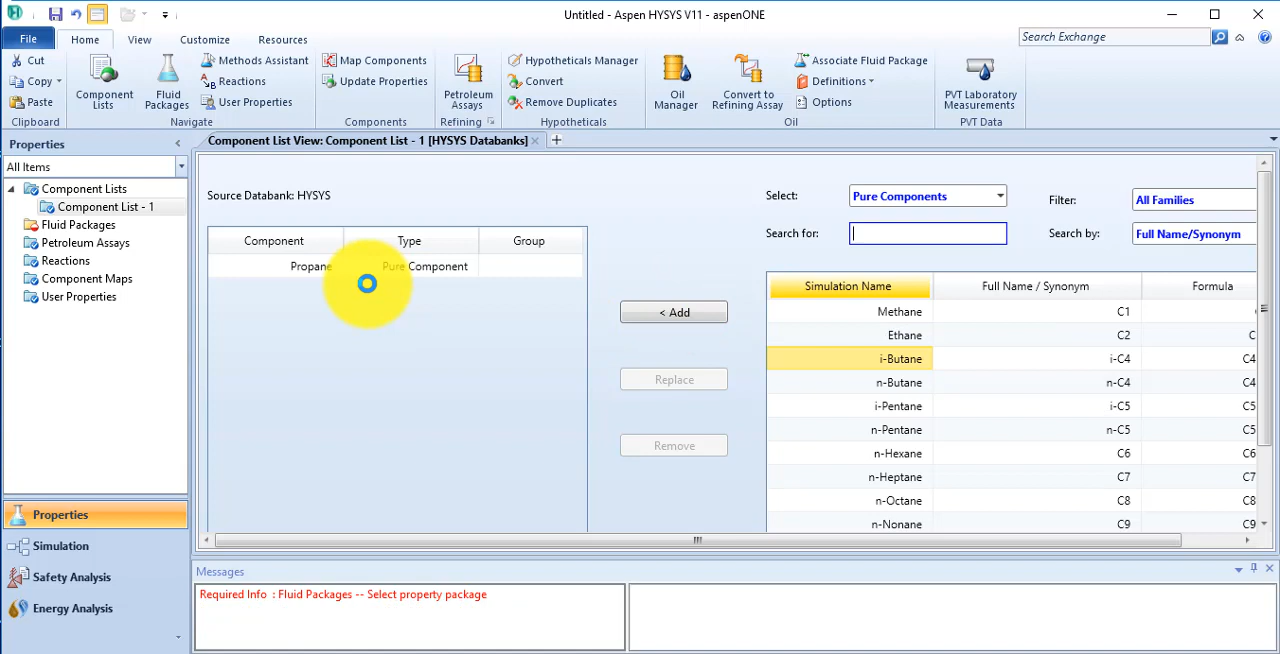 Untitled - Aspen HYSYS V11 - aspenONE
File Home View Customize Resources
Search Exchange
Cut
Copy
Paste
Clipboard
Component Lists
Fluid Packages
Methods Assistant
Reactions
User Properties
Navigate
Map Components
Update Properties
Components
Petroleum Assays
Refining
Hypotheticals Manager
Convert
Remove Duplicates
Hypotheticals
Oil Manager
Convert to Refining Assay
Associate Fluid Package
Definitions
Options
Oil
PVT Laboratory Measurements
PVT Data
Properties
All Items
Component Lists
Component List - 1
Fluid Packages
Petroleum Assays
Reactions
Component Maps
User Properties
Properties
Simulation
Safety Analysis
Energy Analysis
Component List View: Component List - 1 [HYSYS Databanks]
Source Databank: HYSYS
Component Type Group
Propane Pure Component
< Add
Replace
Remove
Select: Pure Components Filter: All Families
Search for: Search by: Full Name/Synonym
Simulation Name Full Name / Synonym Formula
Methane C1
Ethane C2 C
i-Butane i-C4 C4
n-Butane n-C4 C4
i-Pentane i-C5 C5
n-Pentane n-C5 C5
n-Hexane C6 C6
n-Heptane C7 C7
n-Octane C8 C8
n-Nonane C9 C9
Messages
Required Info : Fluid Packages -- Select property package